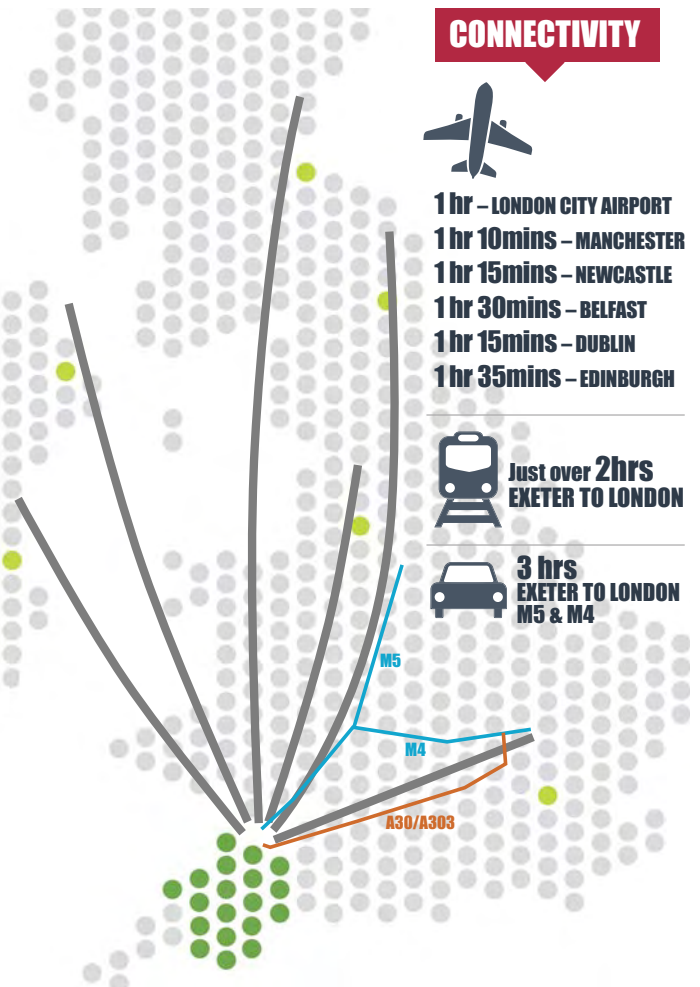 CONNECTIVITY
1 hr – LONDON CITY AIRPORT
1 hr 10mins – MANCHESTER
1 hr 15mins – NEWCASTLE
1 hr 30mins – BELFAST
1 hr 15mins – DUBLIN
1 hr 35mins – EDINBURGH
Just over 2hrs
EXETER TO LONDON
3 hrs
EXETER TO LONDON
M5 & M4
M5
M4
A30/A303